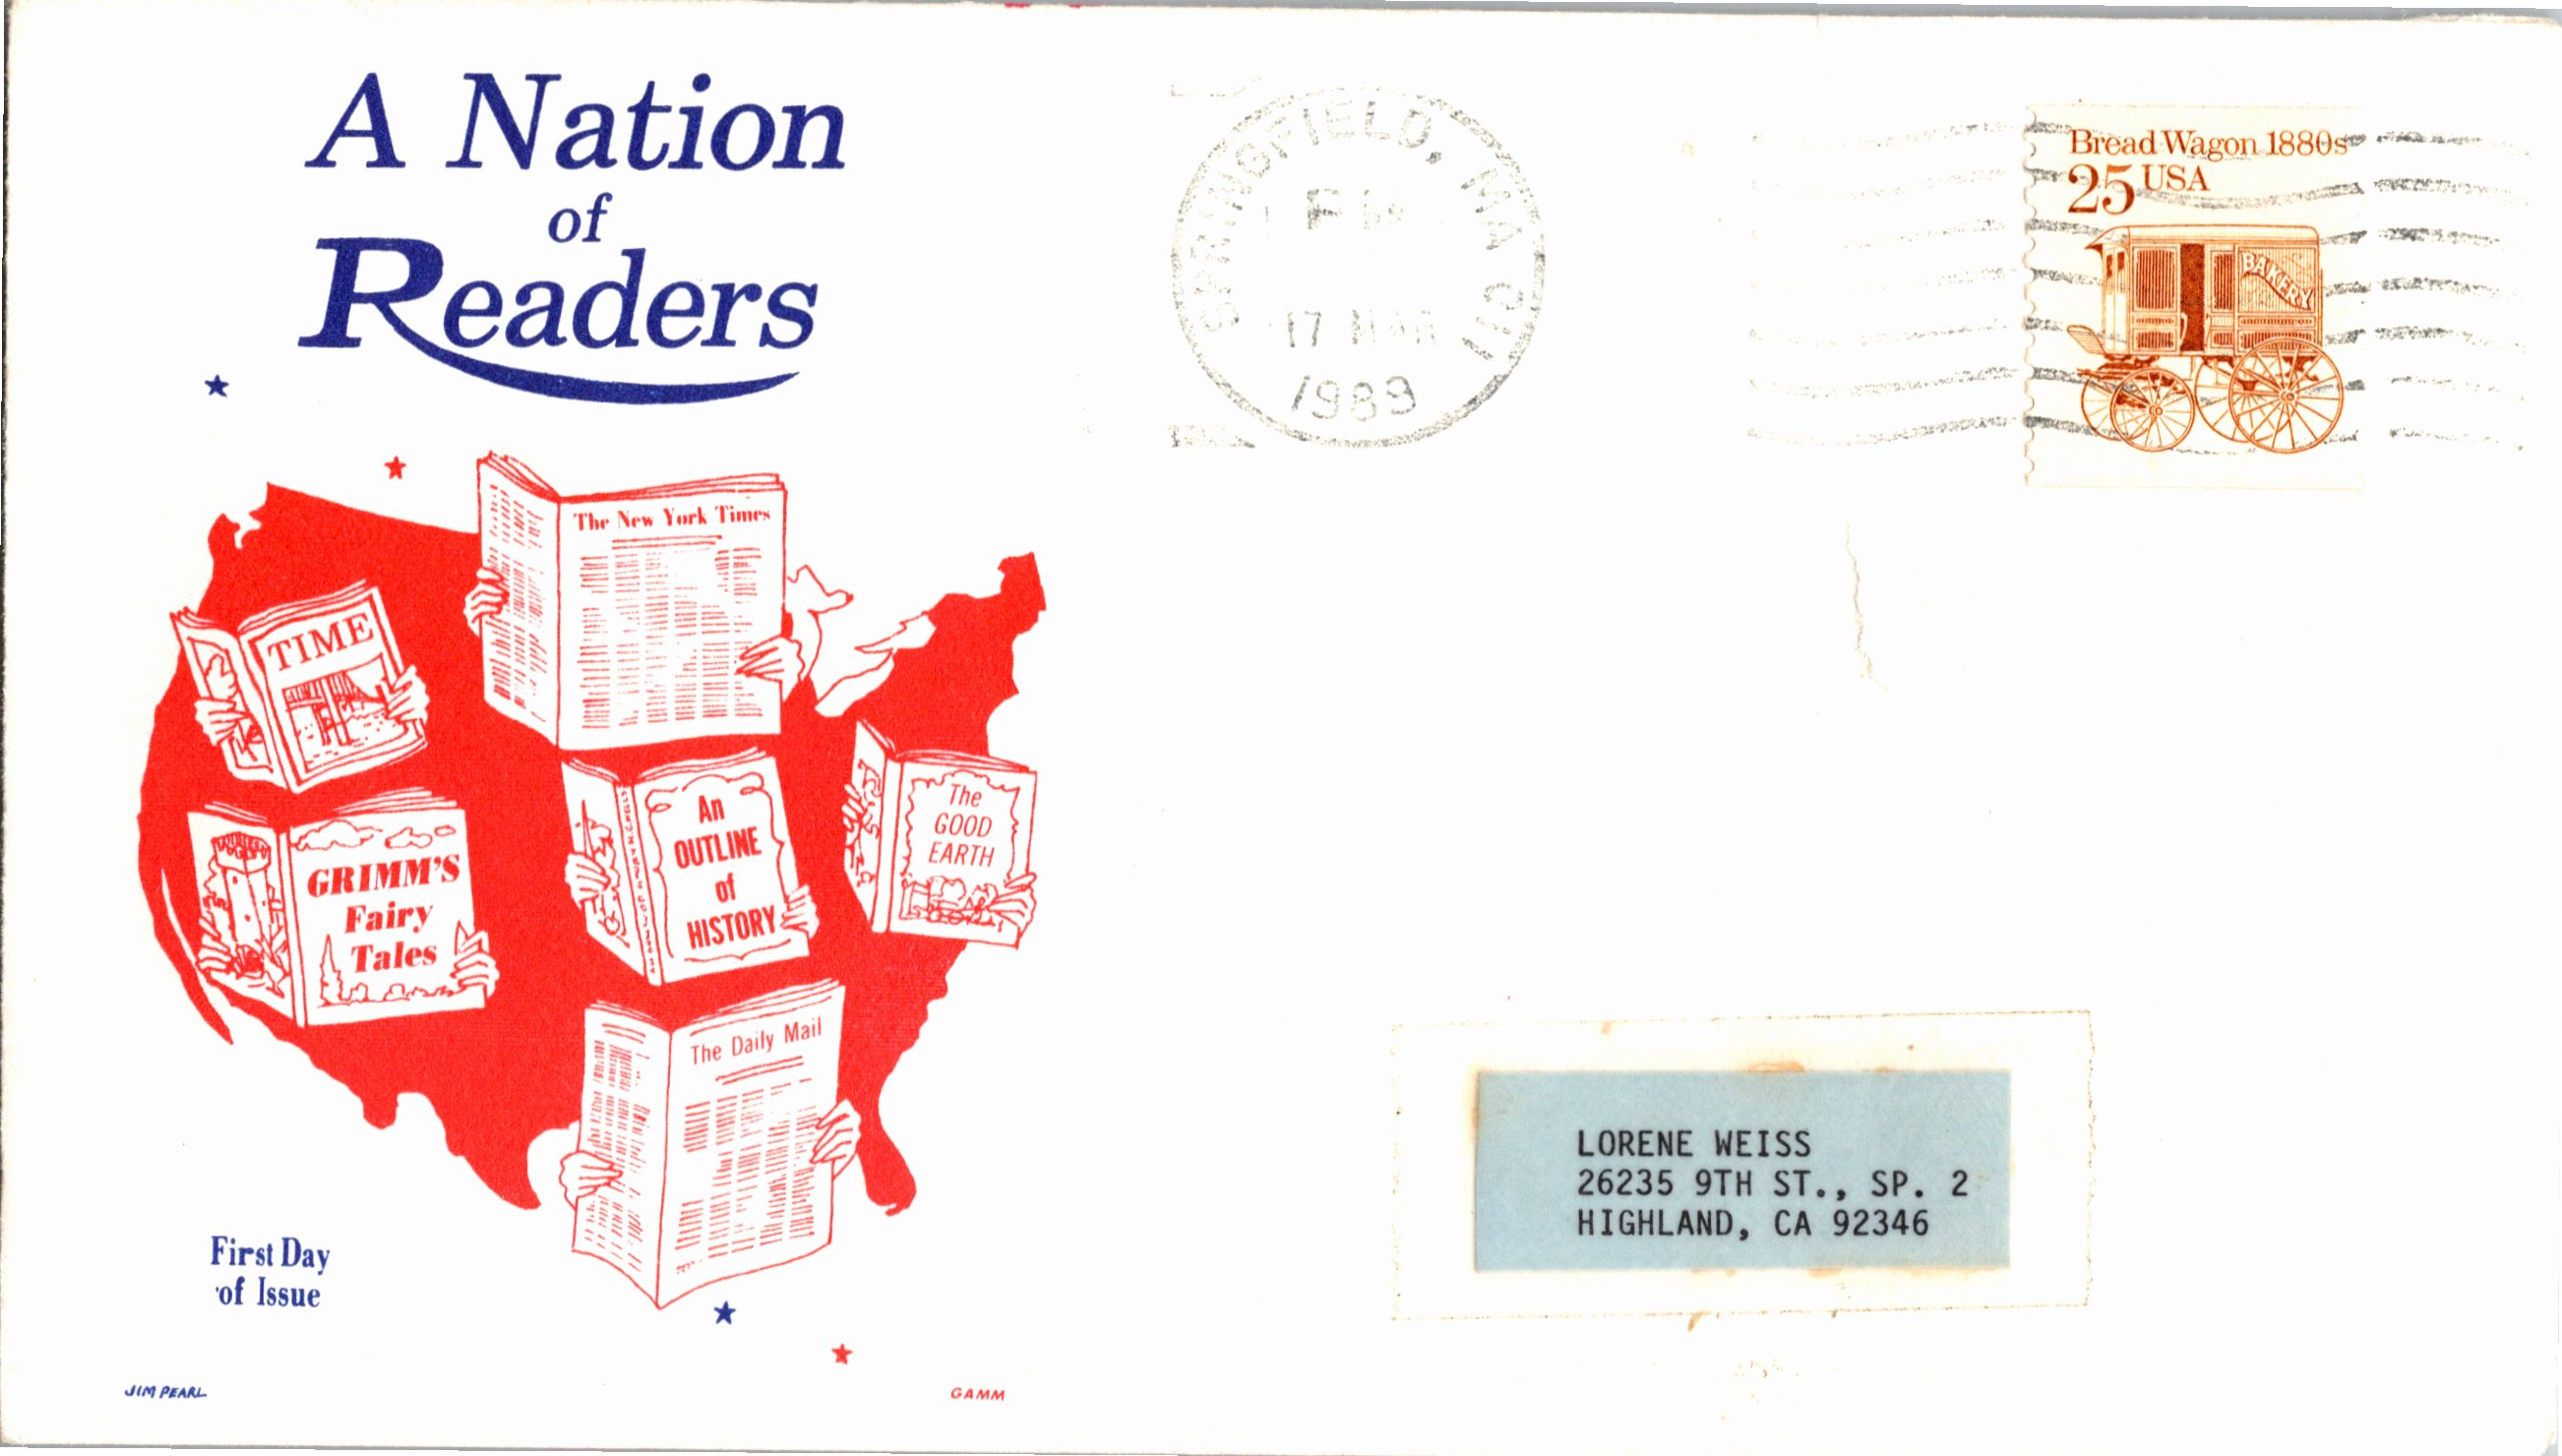 A Nation
of
Readers
SPRINGFIELD, MA
17 MAR
1989
Bread Wagon 1880s
25 USA
BAKERY
The New York Times
TIME
GRIMM'S
Fairy
Tales
An
OUTLINE
of
HISTORY
The
GOOD
EARTH
The Daily Mail
First Day
of Issue
JIM PEARL
GAMM
LORENE WEISS
26235 9TH ST., SP. 2
HIGHLAND, CA 92346